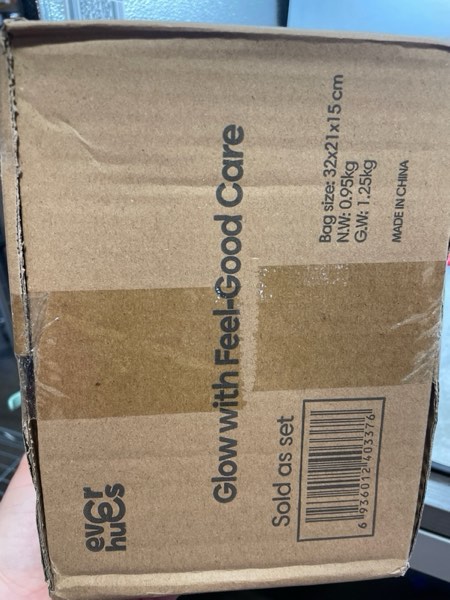 ever
hues
Glow with Feel-Good Care
Bag size: 32x21x15 cm
N.W: 0.95kg
G.W: 1.25kg
MADE IN CHINA
Sold as set
6 936012 403376